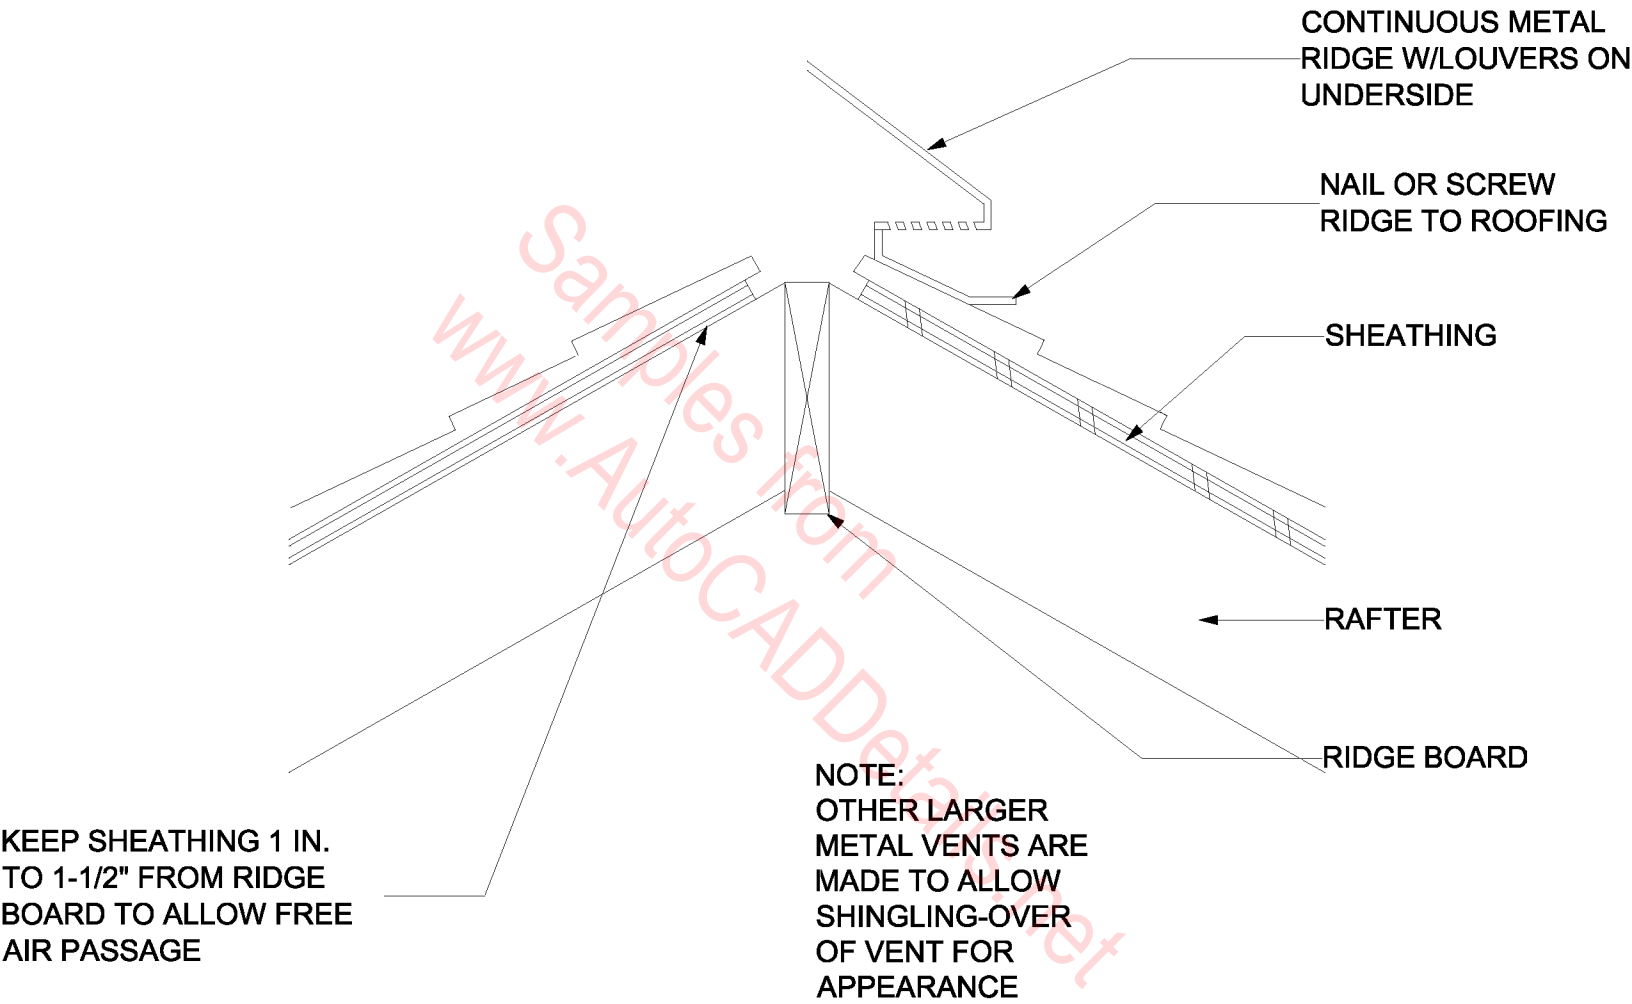 CONTINUOUS METAL
RIDGE W/LOUVERS ON
UNDERSIDE
NAIL OR SCREW
RIDGE TO ROOFING
SHEATHING
RAFTER
RIDGE BOARD
KEEP SHEATHING 1 IN.
TO 1-1/2" FROM RIDGE
BOARD TO ALLOW FREE
AIR PASSAGE
NOTE:
OTHER LARGER
METAL VENTS ARE
MADE TO ALLOW
SHINGLING-OVER
OF VENT FOR
APPEARANCE
Samples from
www.AutoCADDetails.net